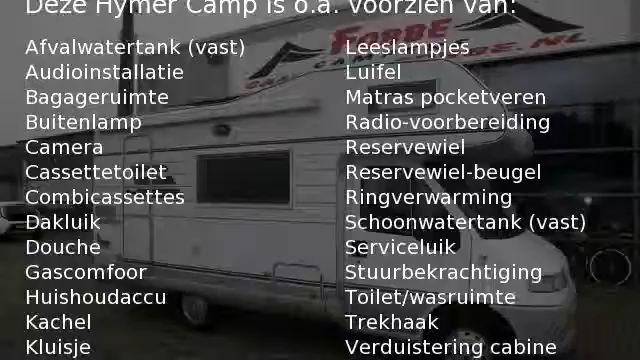 Deze Hymer Camp is o.a. voorzien van:
Afvalwatertank (vast)
Audioinstallatie
Bagageruimte
Buitenlamp
Camera
Cassettetoilet
Combicassettes
Dakluik
Douche
Gascomfoor
Huishoudaccu
Kachel
Kluisje
Leeslampjes
Luifel
Matras pocketveren
Radio-voorbereiding
Reservewiel
Reservewiel-beugel
Ringverwarming
Schoonwatertank (vast)
Serviceluik
Stuurbekrachtiging
Toilet/wasruimte
Trekhaak
Verduistering cabine